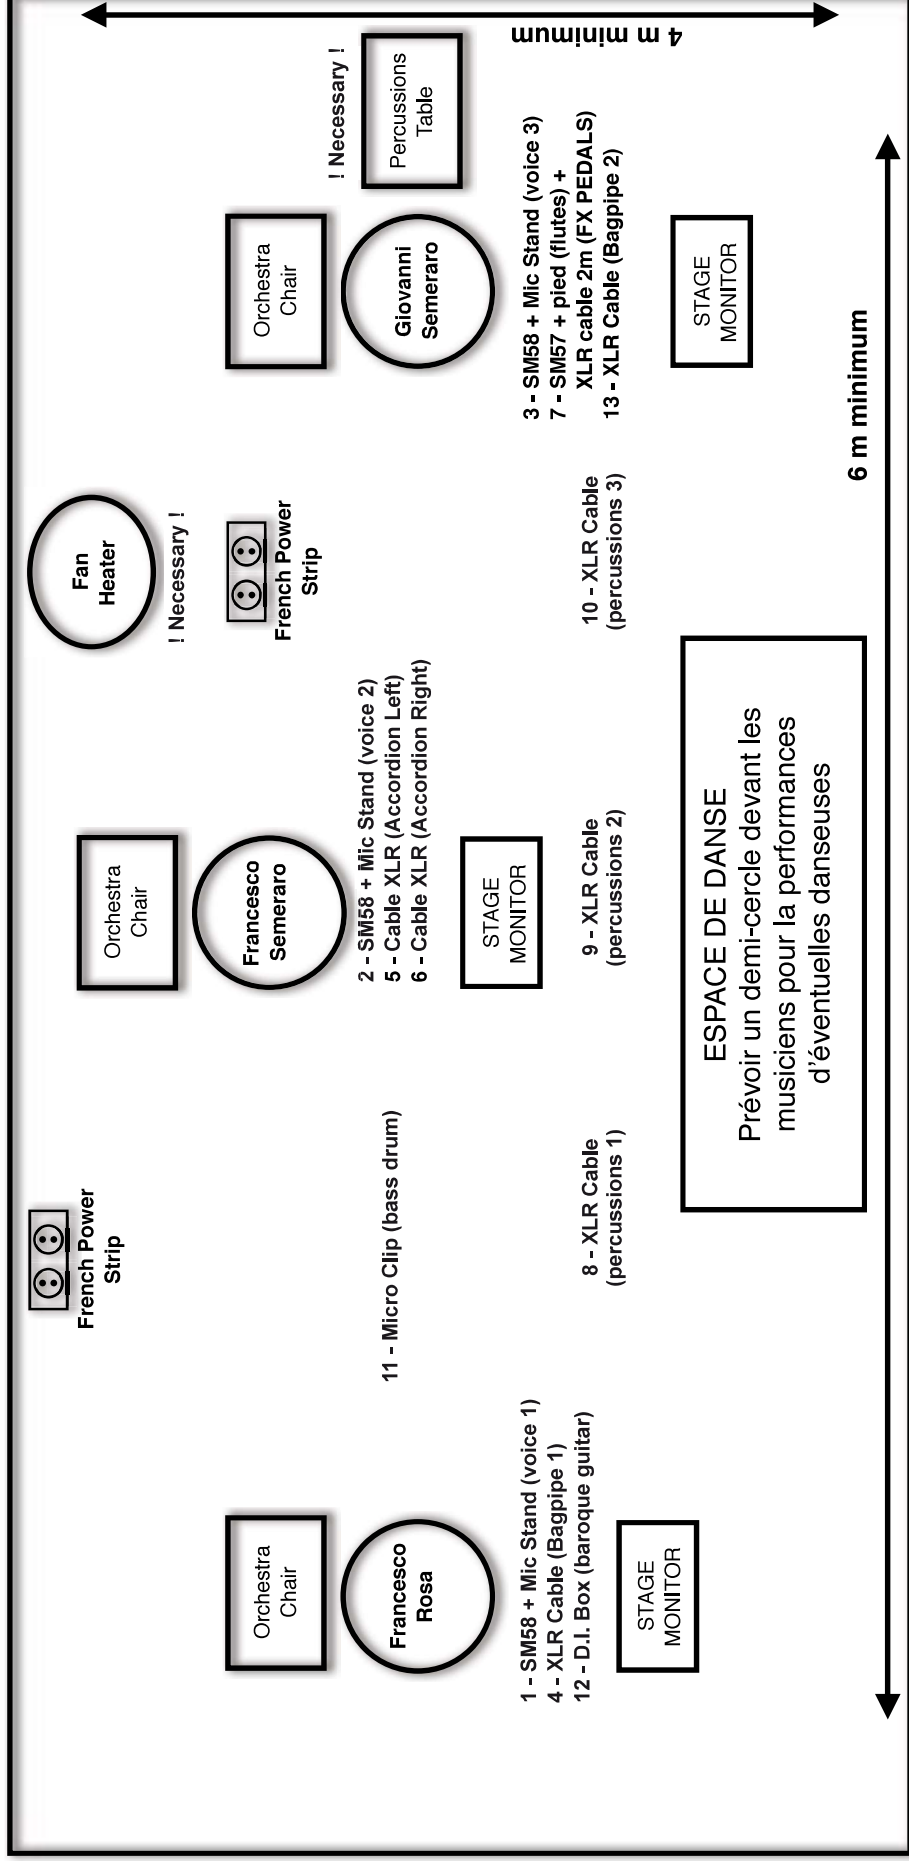 French Power
Strip
Fan
Heater
! Necessary !
French Power
Strip
Orchestra
Chair
Francesco
Rosa
1 - SM58 + Mic Stand (voice 1)
4 - XLR Cable (Bagpipe 1)
12 - D.I. Box (baroque guitar)
STAGE
MONITOR
11 - Micro Clip (bass drum)
Orchestra
Chair
Francesco
Semeraro
2 - SM58 + Mic Stand (voice 2)
5 - Cable XLR (Accordion Left)
6 - Cable XLR (Accordion Right)
STAGE
MONITOR
Orchestra
Chair
Giovanni
Semeraro
! Necessary !
Percussions
Table
3 - SM58 + Mic Stand (voice 3)
7 - SM57 + pied (flutes) +
XLR cable 2m (FX PEDALS)
13 - XLR Cable (Bagpipe 2)
STAGE
MONITOR
8 - XLR Cable
(percussions 1)
9 - XLR Cable
(percussions 2)
10 - XLR Cable
(percussions 3)
ESPACE DE DANSE
Prévoir un demi-cercle devant les
musiciens pour la performances
d'éventuelles danseuses
4 m minimum
6 m minimum